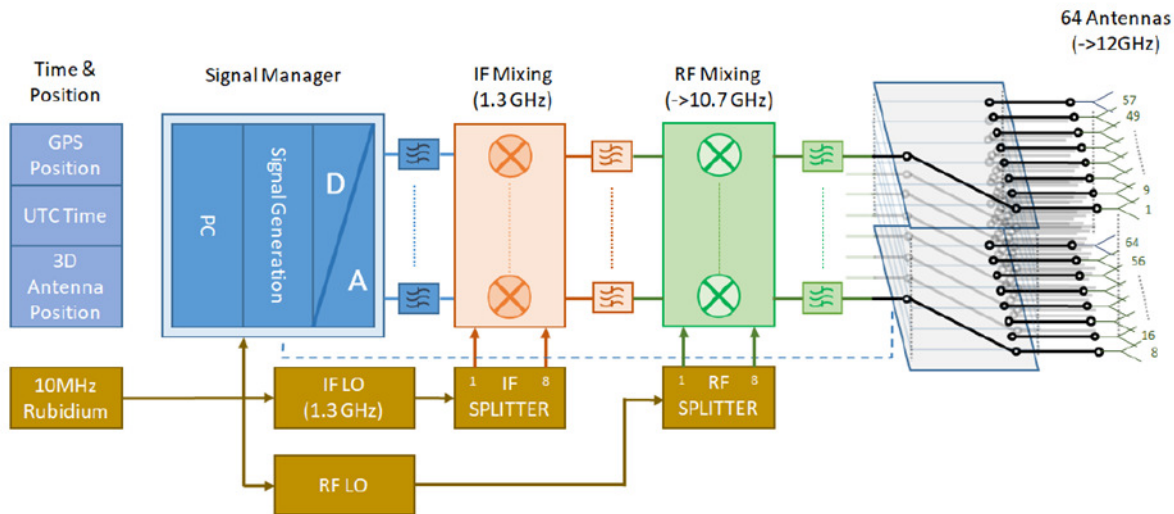 64 Antennas
(->12GHz)
Time &
Position
Signal Manager
IF Mixing
(1.3 GHz)
RF Mixing
(->10.7 GHz)
GPS
Position
UTC Time
3D
Antenna
Position
PC
Signal Generation
D
A
57
49
9
1
64
56
16
8
10MHz
Rubidium
IF LO
(1.3 GHz)
1 IF 8
SPLITTER
1 RF 8
SPLITTER
RF LO